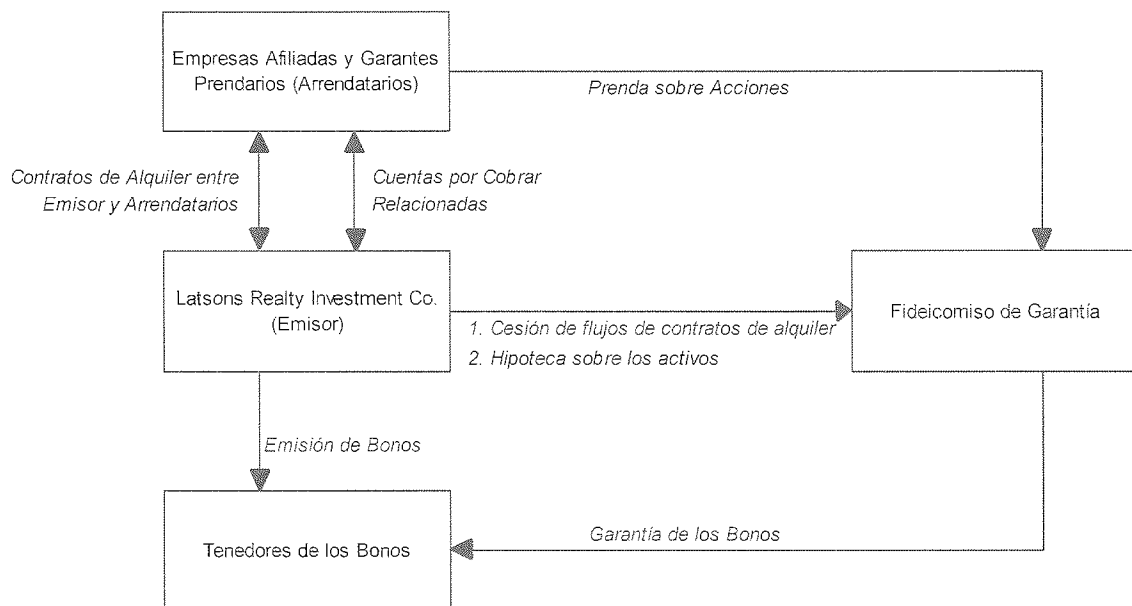 Empresas Afiliadas y Garantes
Prendarios (Arrendatarios)
Prenda sobre Acciones
Contratos de Alquiler entre
Emisor y Arrendatarios
Cuentas por Cobrar
Relacionadas
Latsons Realty Investment Co.
(Emisor)
1. Cesión de flujos de contratos de alquiler
2. Hipoteca sobre los activos
Fideicomiso de Garantía
Emisión de Bonos
Tenedores de los Bonos
Garantía de los Bonos